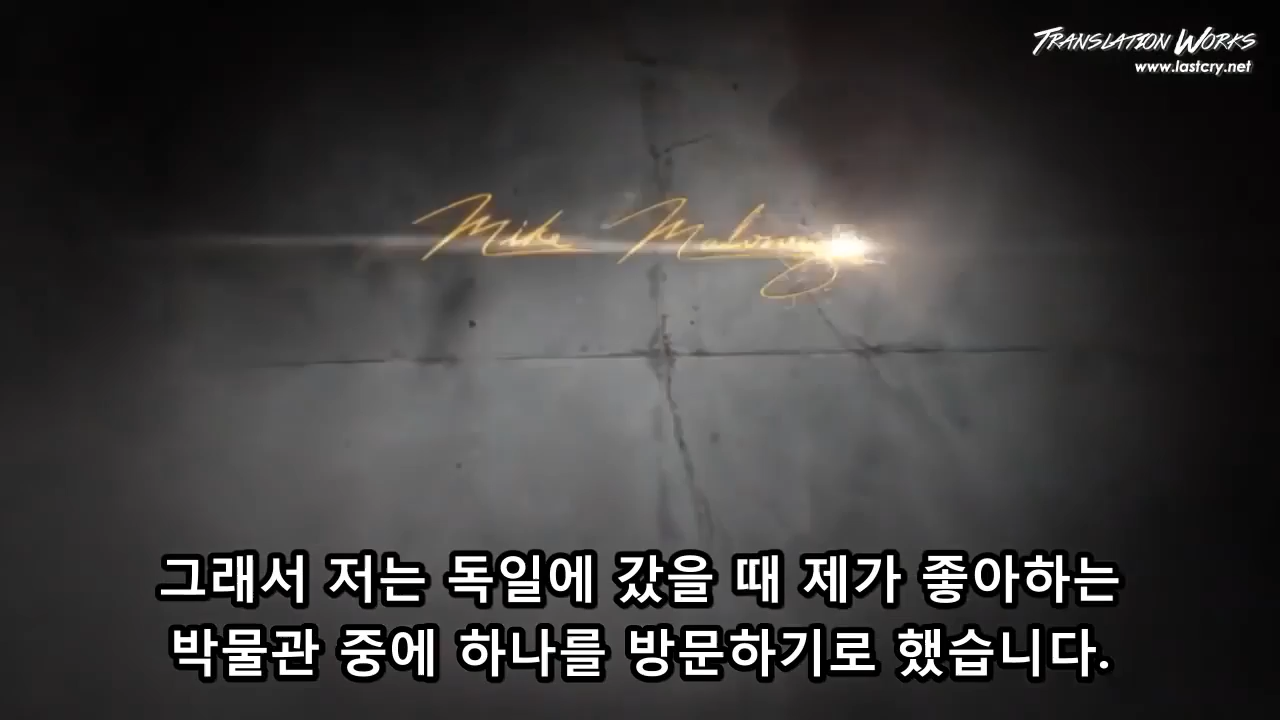 TRANSLATION WORKS
www.lastcry.net
Mike Maloney
그래서 저는 독일에 갔을 때 제가 좋아하는
박물관 중에 하나를 방문하기로 했습니다.